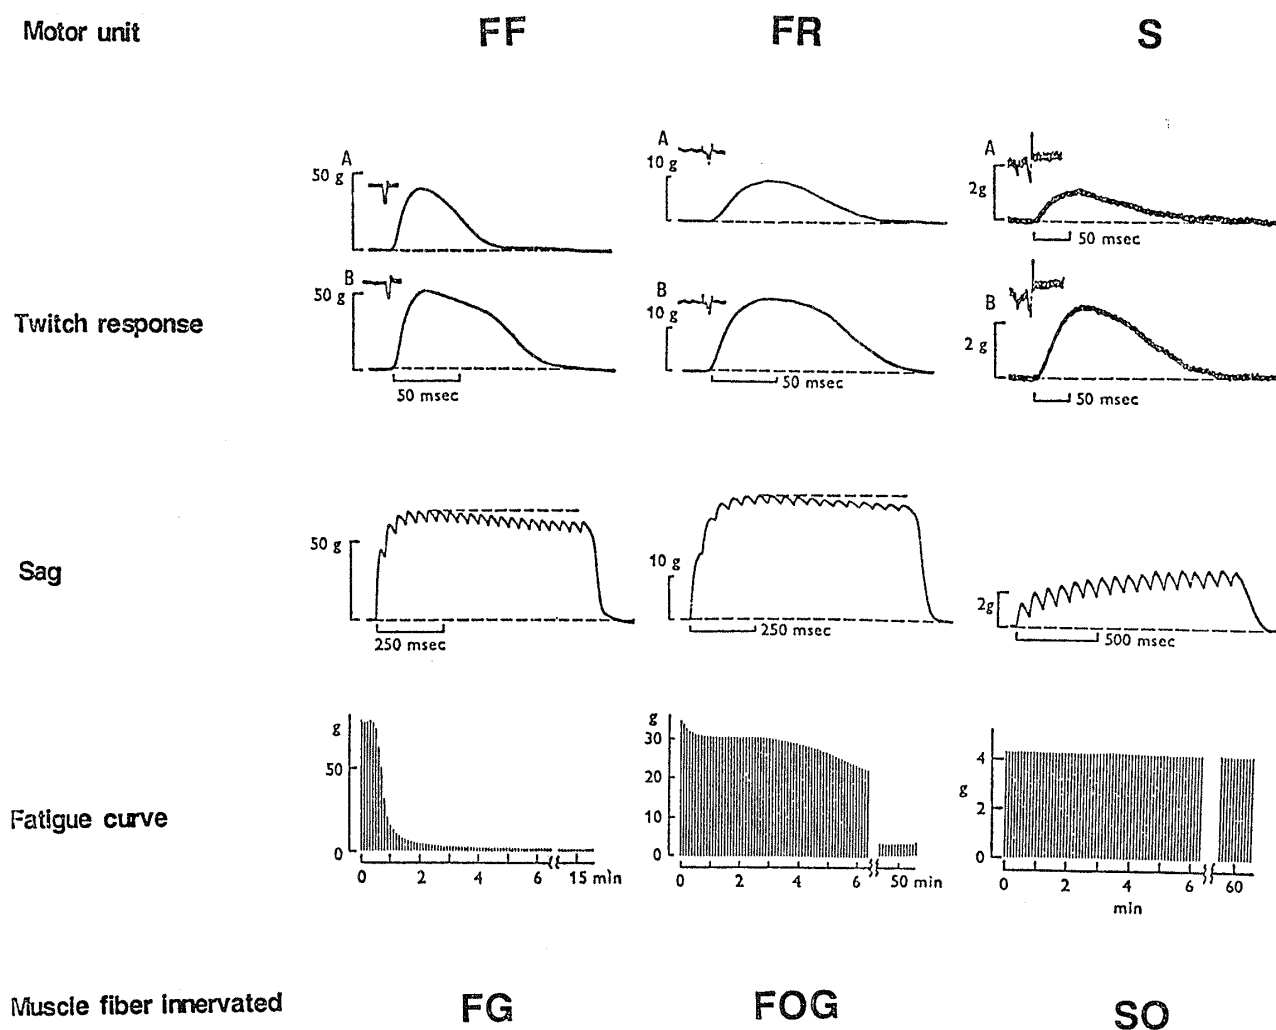 Motor unit FF FR S
A A A
50 g 10 g 2g
50 msec
B B B
50 g 10 g 2 g
Twitch response
50 msec 50 msec 50 msec
50 g 10 g 2g
Sag
250 msec 250 msec 500 msec
g g
30 4
50 20 g
Fatigue curve
10 2
0 0 0
0 2 4 6 15 min 0 2 4 6 50 min 0 2 4 6 60
min
Muscle fiber innervated FG FOG SO